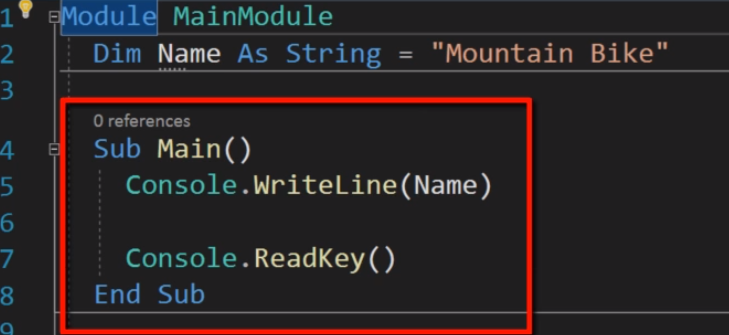 1 Module MainModule
2 Dim Name As String = "Mountain Bike"
3
0 references
4 Sub Main()
5 Console.WriteLine(Name)
6
7 Console.ReadKey()
8 End Sub
9